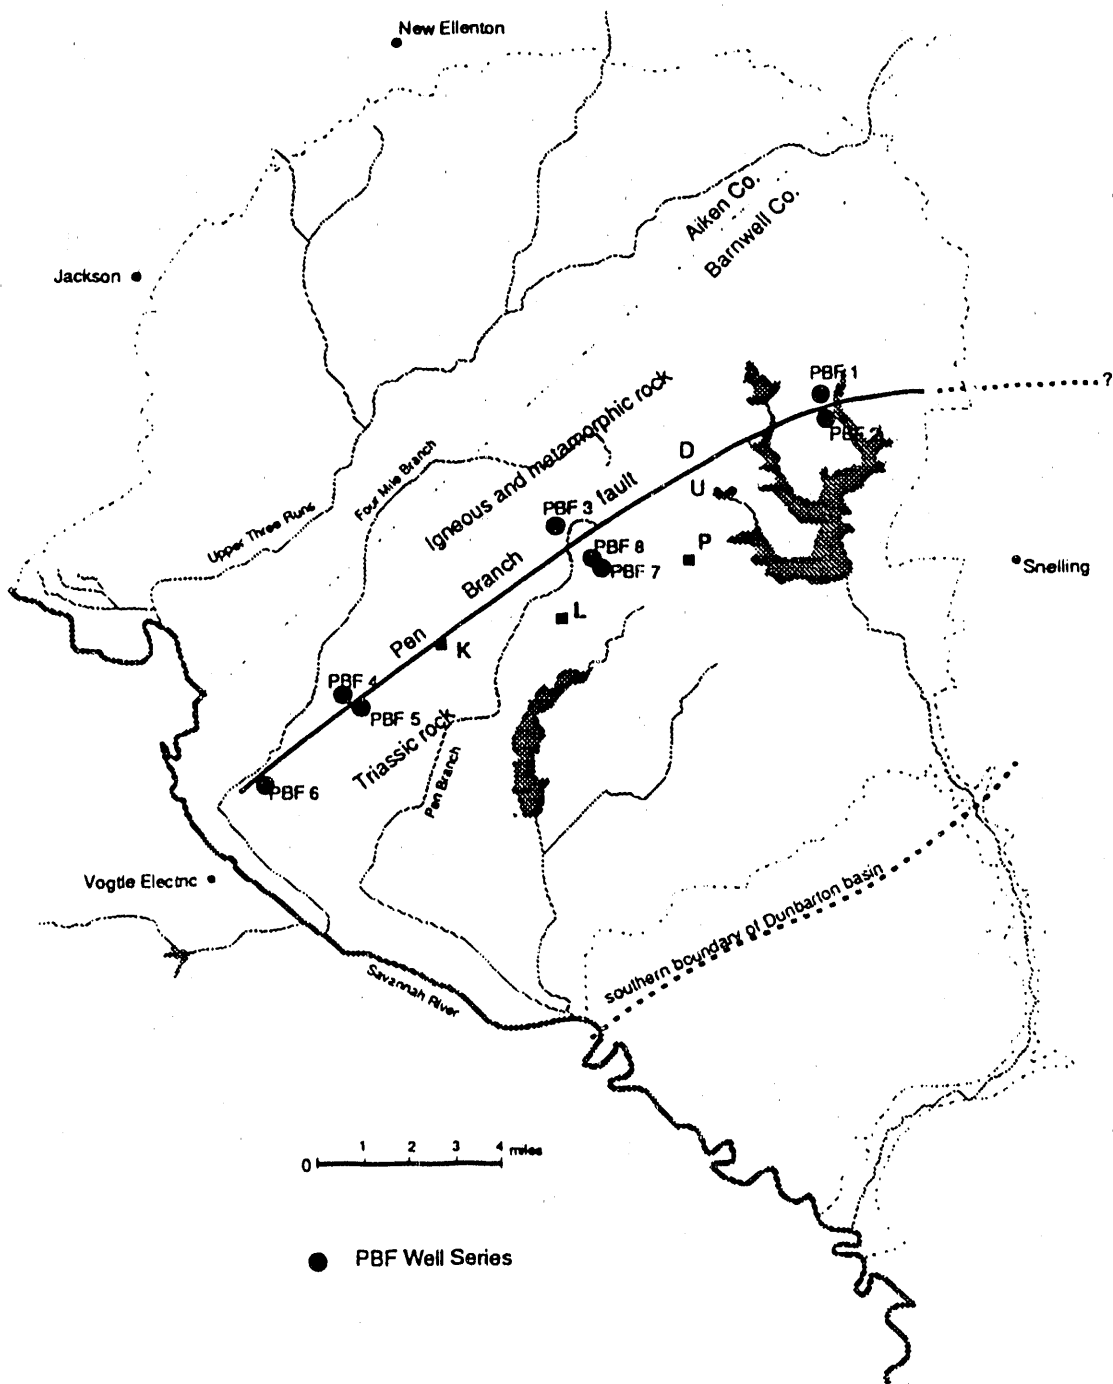 New Ellenton
Aiken Co.
Barnwell Co.
Jackson
PBF 1
?
PBF 2
Igneous and metamorphic rock
Four Mile Branch
D
U
Upper Three Runs
PBF 3
Pen Branch fault
P
PBF 8
PBF 7
Snelling
L
K
PBF 4
PBF 5
Triassic rock
Pen Branch
PBF 6
Vogtle Electric
southern boundary of Dunbarton basin
Savannah River
0 1 2 3 4 miles
PBF Well Series